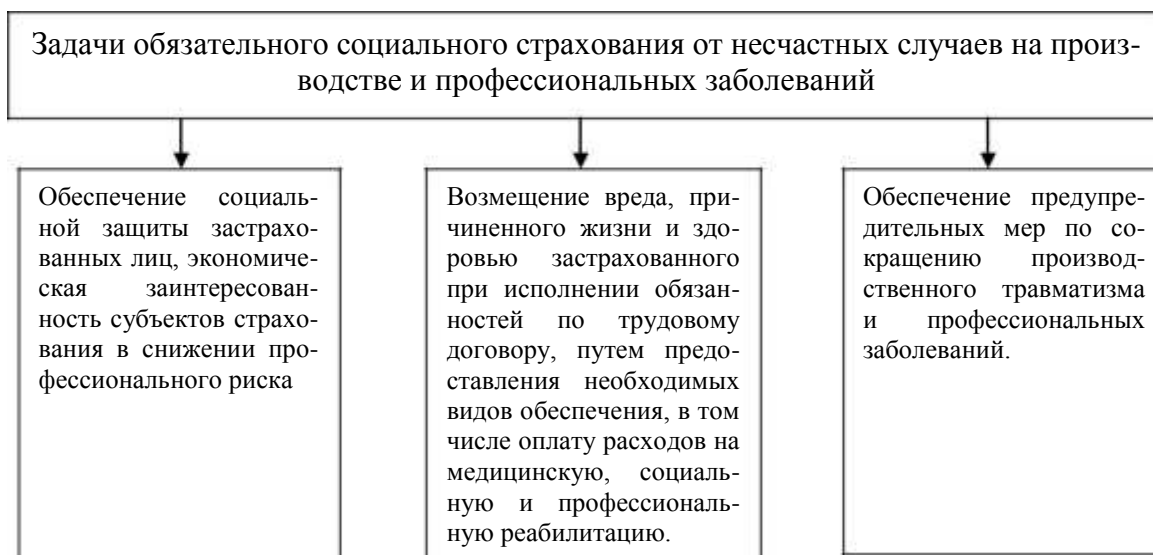 Задачи обязательного социального страхования от несчастных случаев на произ-
водстве и профессиональных заболеваний
Обеспечение социаль-
ной защиты застрахо-
ванных лиц, экономиче-
ская заинтересован-
ность субъектов страхо-
вания в снижении про-
фессионального риска
Возмещение вреда, при-
чиненного жизни и здо-
ровью застрахованного
при исполнении обязан-
ностей по трудовому
договору, путем предо-
ставления необходимых
видов обеспечения, в том
числе оплату расходов на
медицинскую, социаль-
ную и профессиональ-
ную реабилитацию.
Обеспечение предупре-
дительных мер по со-
кращению производ-
ственного травматизма
и профессиональных
заболеваний.